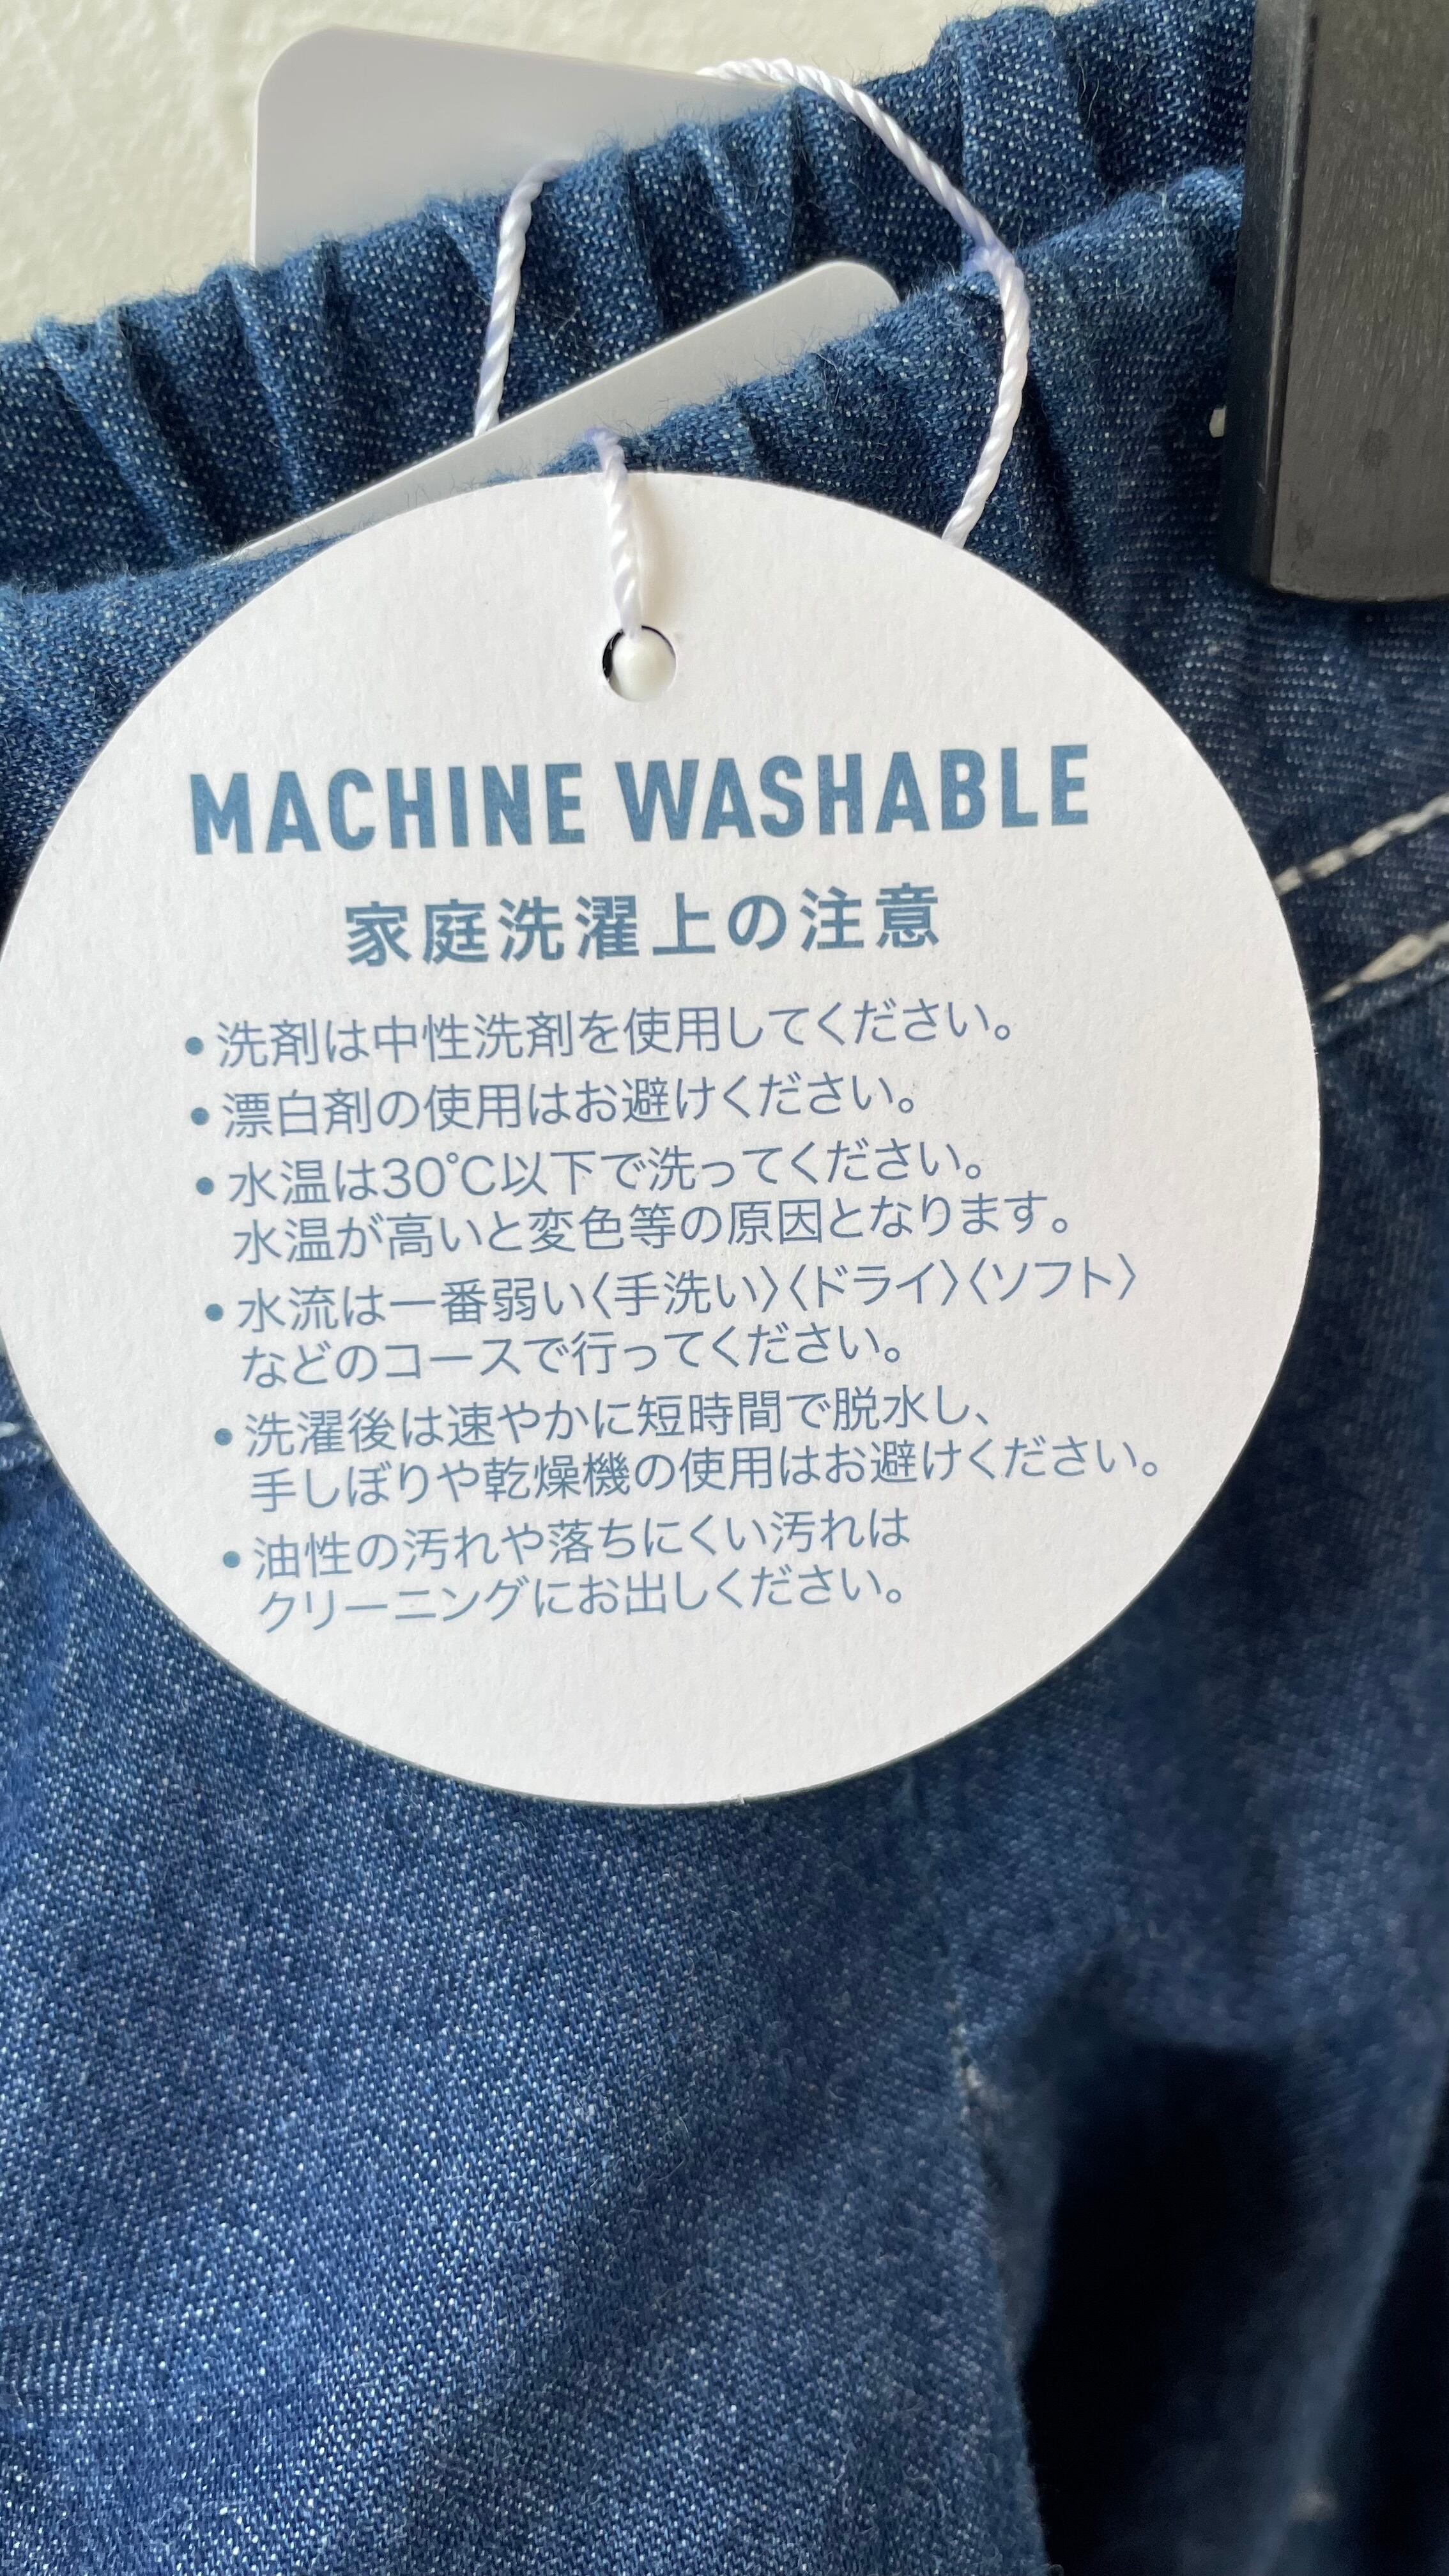 MACHINE WASHABLE
家庭洗濯上の注意
•洗剤は中性洗剤を使用してください。
•漂白剤の使用はお避けください。
•水温は30℃以下で洗ってください。
水温が高いと変色等の原因となります。
•水流は一番弱い〈手洗い〉〈ドライ〉〈ソフト〉
などのコースで行ってください。
•洗濯後は速やかに短時間で脱水し、
手しぼりや乾燥機の使用はお避けください。
•油性の汚れや落ちにくい汚れは
クリーニングにお出しください。